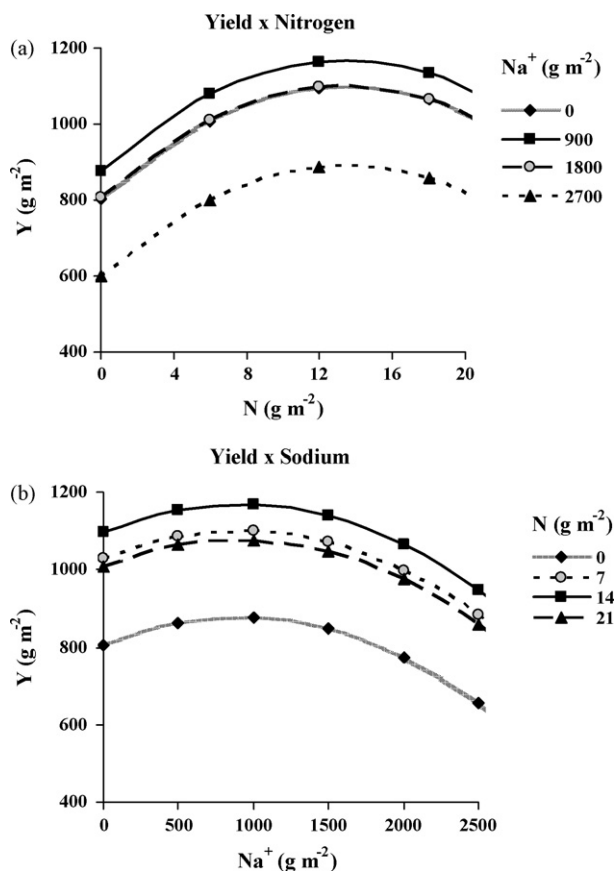 Yield x Nitrogen
(a)
Na⁺ (g m⁻²)
0
900
1800
2700
1200
1000
800
600
400
Y (g m⁻²)
0 4 8 12 16 20
N (g m⁻²)
Yield x Sodium
(b)
N (g m⁻²)
0
7
14
21
1200
1000
800
600
400
Y (g m⁻²)
0 500 1000 1500 2000 2500
Na⁺ (g m⁻²)